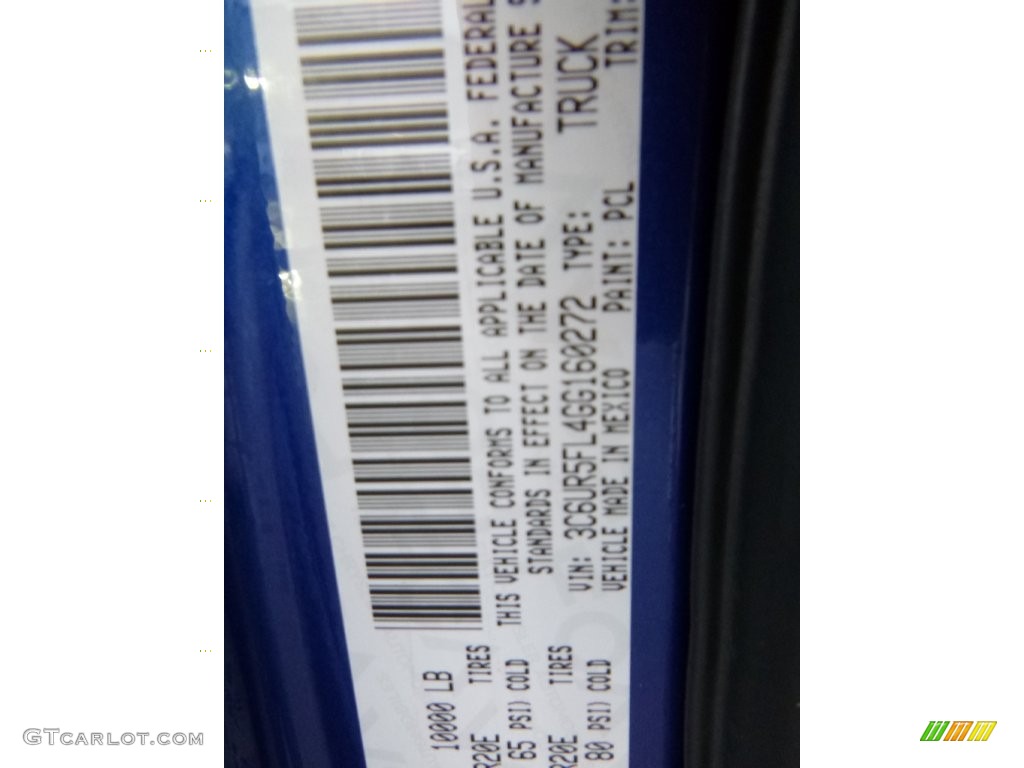 10000 LB
R20E TIRES
65 PSI) COLD
R20E TIRES
80 PSI) COLD
THIS VEHICLE CONFORMS TO ALL APPLICABLE U.S.A. FEDERAL
STANDARDS IN EFFECT ON THE DATE OF MANUFACTURE S
VIN: 3C6UR5FL4GG160272 TYPE: TRUCK
VEHICLE MADE IN MEXICO PAINT: PCL TRIM:
GTCarLot.com